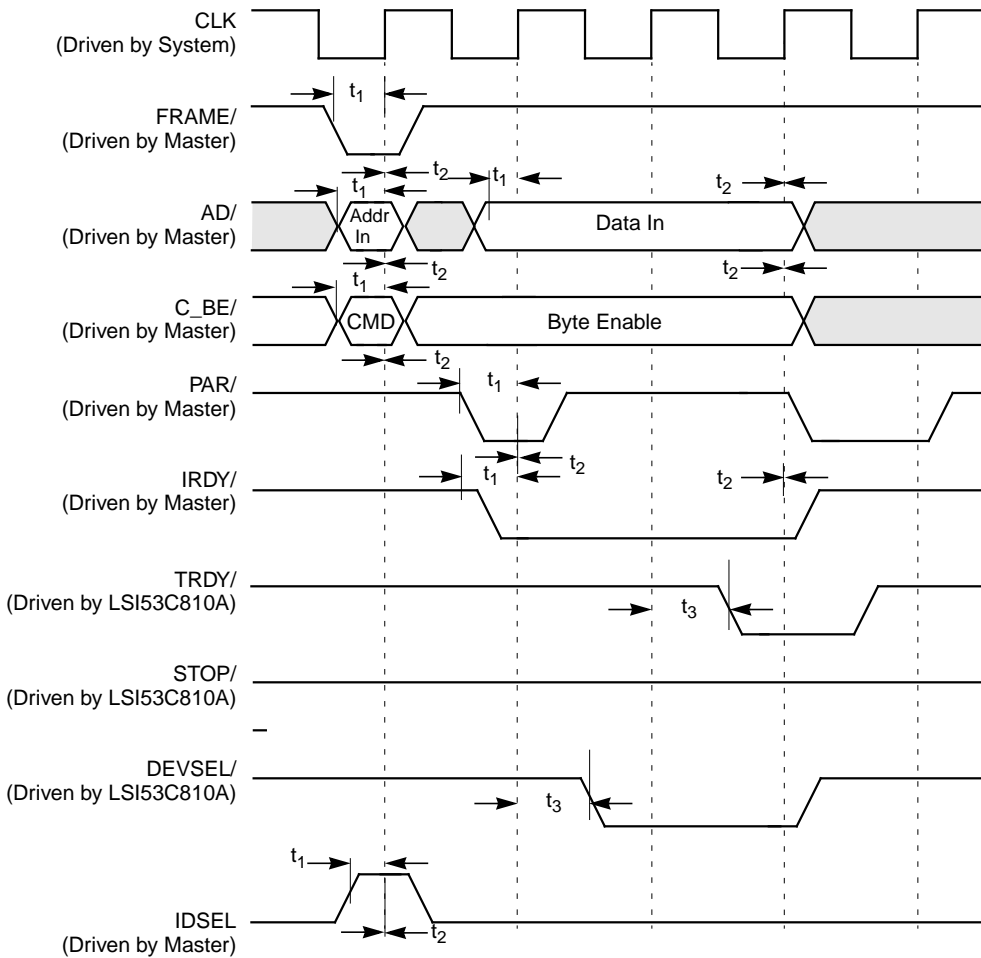 CLK
(Driven by System)
t1
FRAME/
(Driven by Master)
t2
t1
t1
t2
AD/
(Driven by Master)
Addr
In
Data In
t2
t2
t1
C_BE/
(Driven by Master)
CMD
Byte Enable
t2
PAR/
(Driven by Master)
t1
t2
t1
t2
IRDY/
(Driven by Master)
TRDY/
(Driven by LSI53C810A)
t3
STOP/
(Driven by LSI53C810A)
DEVSEL/
(Driven by LSI53C810A)
t3
t1
IDSEL
(Driven by Master)
t2